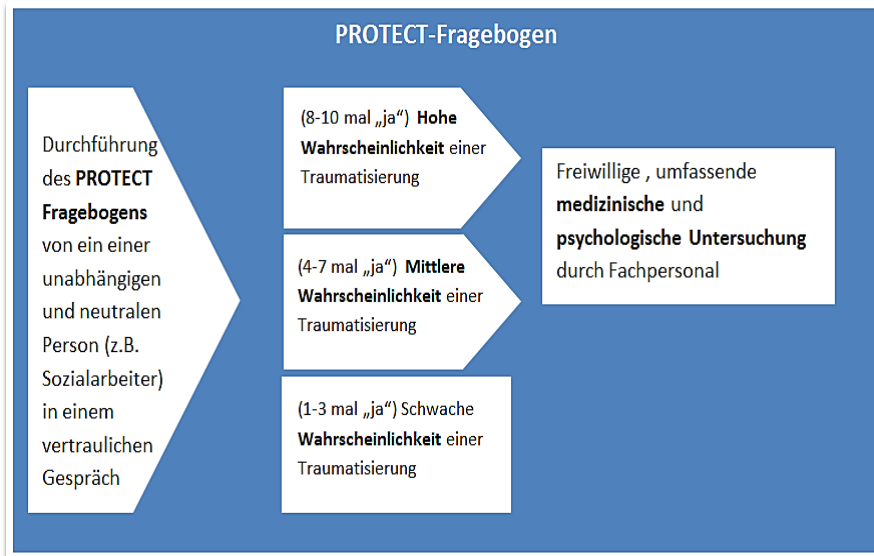 PROTECT-Fragebogen
Durchführung
des PROTECT
Fragebogens
von ein einer
unabhängigen
und neutralen
Person (z.B.
Sozialarbeiter)
in einem
vertraulichen
Gespräch
(8-10 mal „ja“) Hohe
Wahrscheinlichkeit einer
Traumatisierung
(4-7 mal „ja“) Mittlere
Wahrscheinlichkeit einer
Traumatisierung
(1-3 mal „ja“) Schwache
Wahrscheinlichkeit einer
Traumatisierung
Freiwillige , umfassende
medizinische und
psychologische Untersuchung
durch Fachpersonal